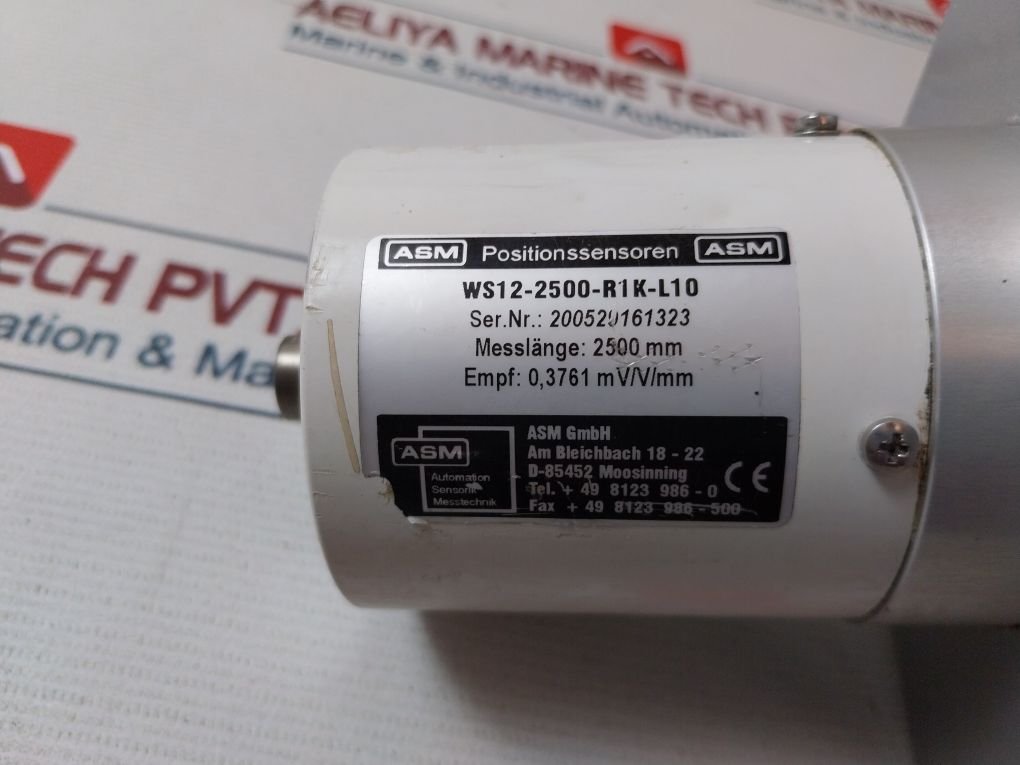 AELIYA MARINE TECH P
Marine & Industrial Automa
TECH PVT
ation & Ma
ASM Positionssensoren ASM
WS12-2500-R1K-L10
Ser.Nr.: 200520161323
Messlänge: 2500 mm
Empf: 0,3761 mV/V/mm
ASM
Automation
Sensorik
Messtechnik
ASM GmbH
Am Bleichbach 18 - 22
D-85452 Moosinning
Tel. + 49 8123 986 - 0
Fax + 49 8123 986 - 500
CE